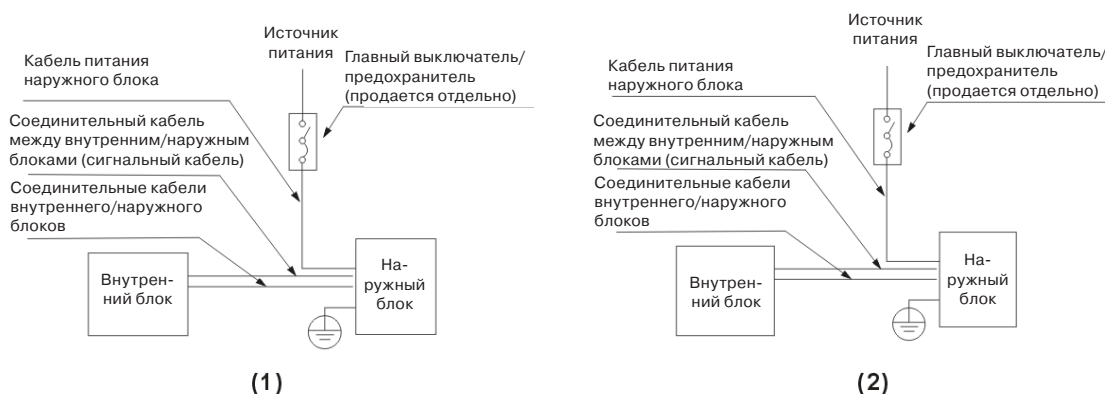 Источник
питания
Главный выключатель/
предохранитель
(продается отдельно)
Кабель питания
наружного блока
Соединительный кабель
между внутренним/наружным
блоками (сигнальный кабель)
Соединительные кабели
внутреннего/наружного
блоков
Внутрен-
ний блок
На-
ружный
блок
(1)
Источник
питания
Главный выключатель/
предохранитель
(продается отдельно)
Кабель питания
наружного блока
Соединительный кабель
между внутренним/наружным
блоками (сигнальный кабель)
Соединительные кабели
внутреннего/наружного
блоков
Внутрен-
ний блок
На-
ружный
блок
(2)